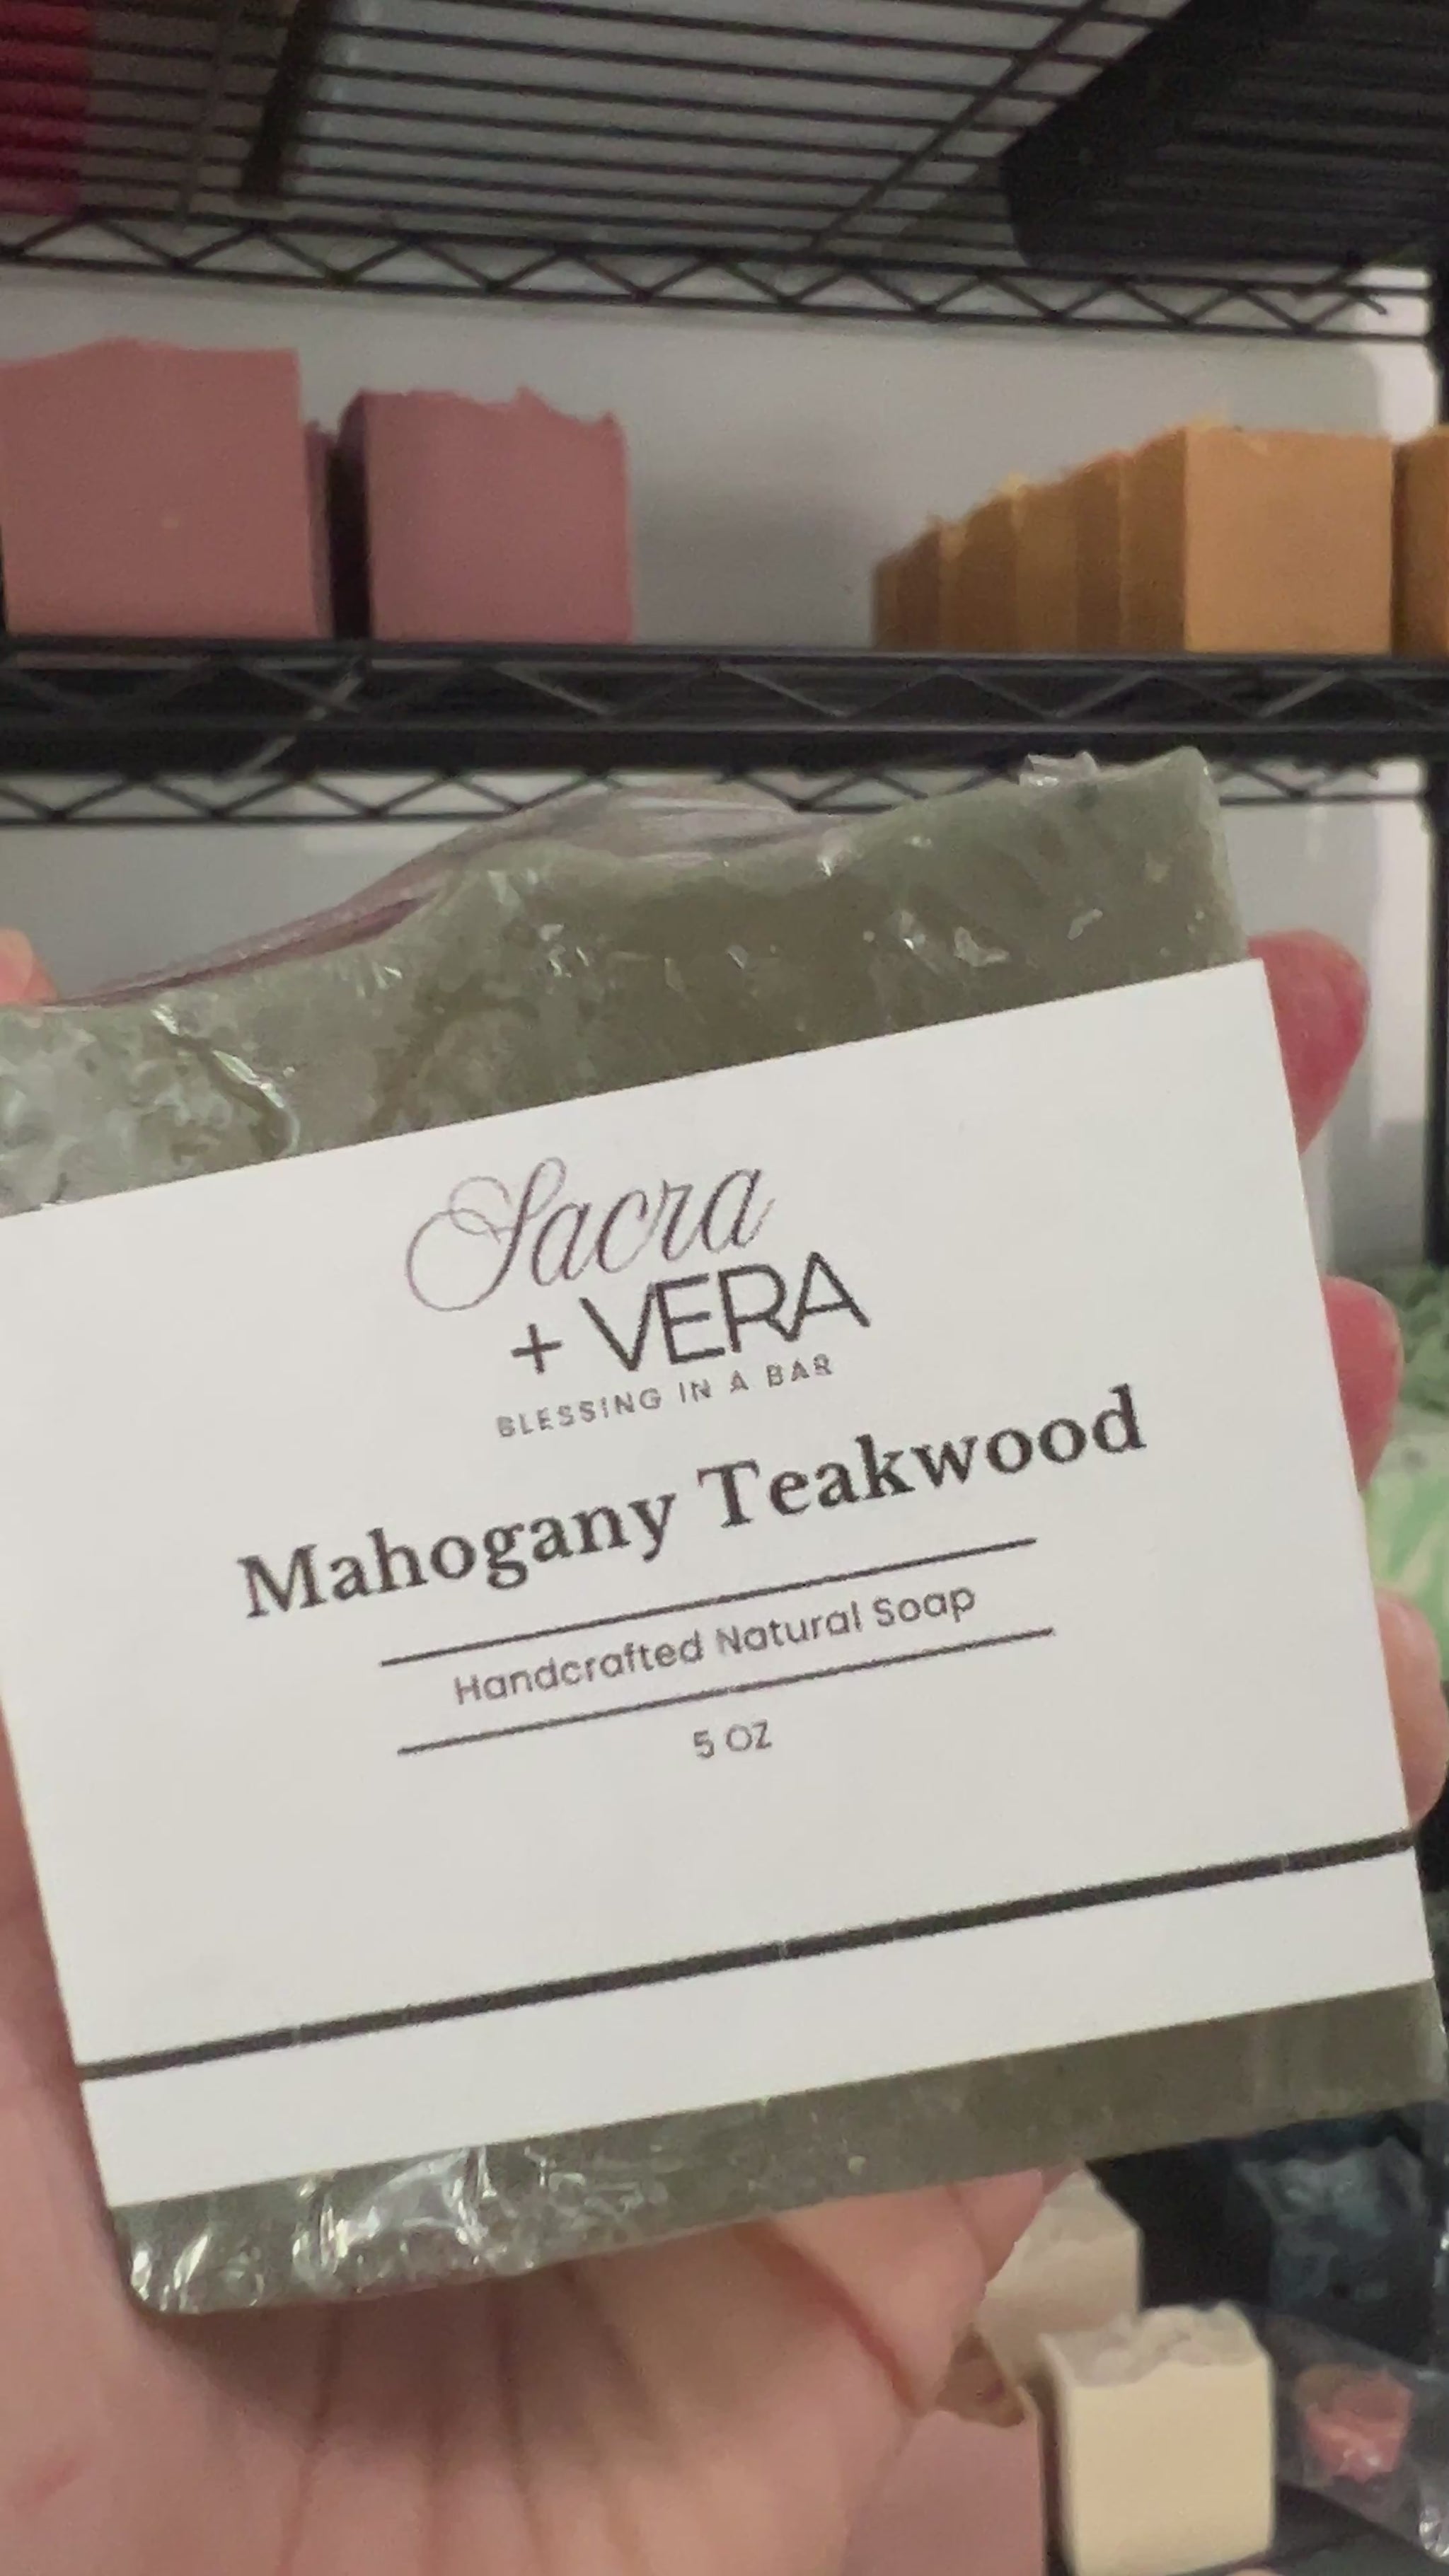 Sacra
+ VERA
BLESSING IN A BAR
Mahogany Teakwood
Handcrafted Natural Soap
5 OZ